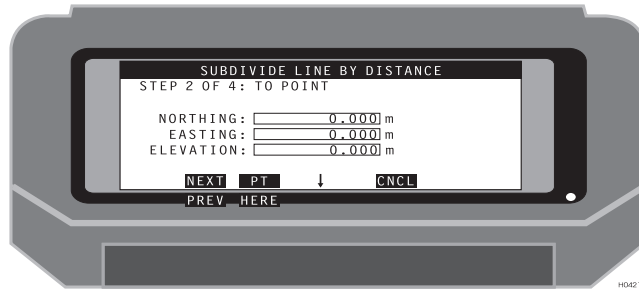 SUBDIVIDE LINE BY DISTANCE
STEP 2 OF 4: TO POINT
NORTHING: 0.000 m
EASTING: 0.000 m
ELEVATION: 0.000 m
NEXT PT ↓ CNCL
PREV HERE
H042